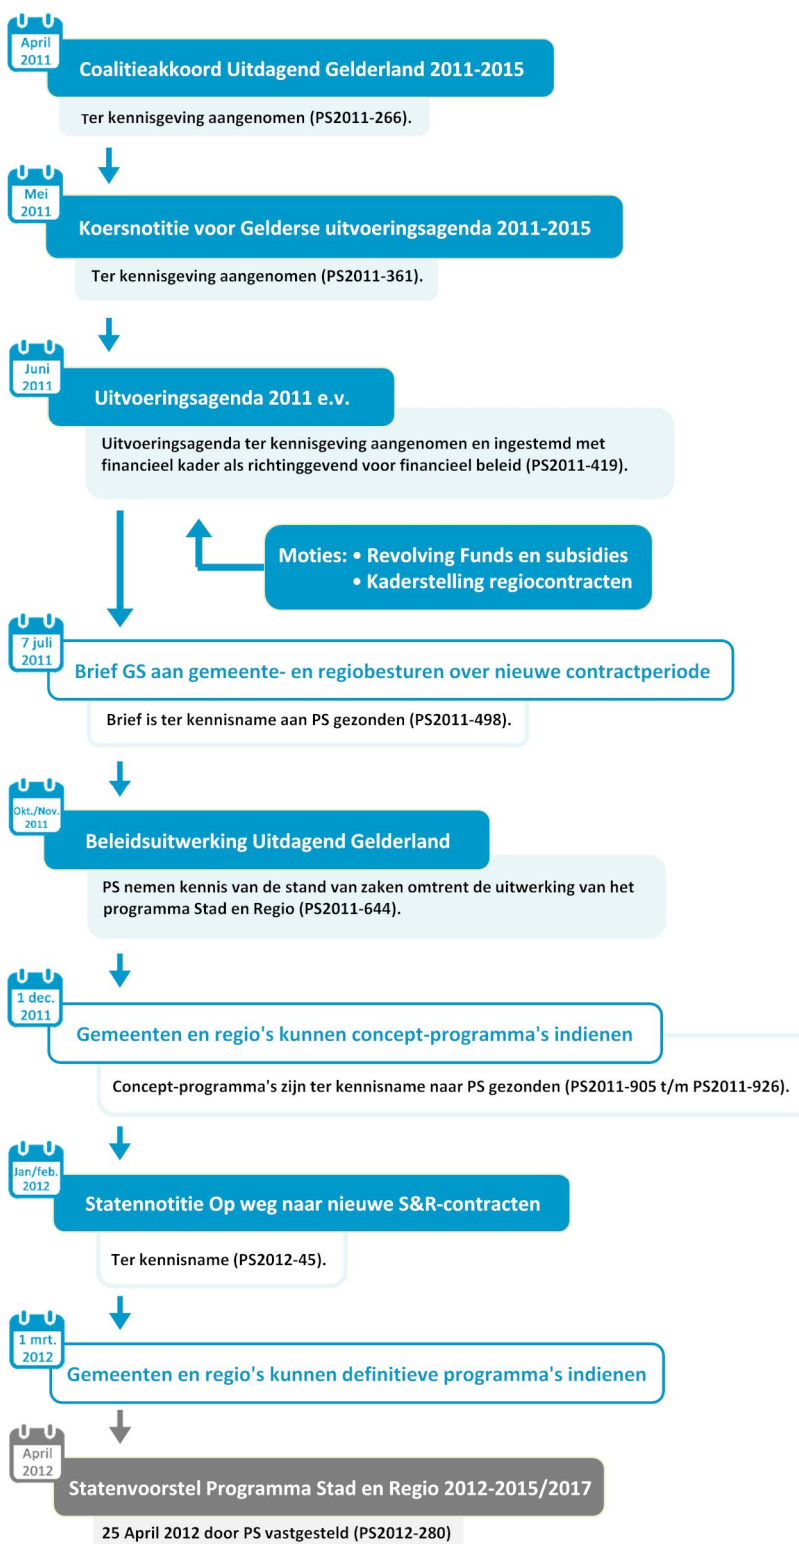 April
2011
Coalitieakkoord Uitdagend Gelderland 2011-2015
Ter kennisgeving aangenomen (PS2011-266).
Mei
2011
Koersnotitie voor Gelderse uitvoeringsagenda 2011-2015
Ter kennisgeving aangenomen (PS2011-361).
Juni
2011
Uitvoeringsagenda 2011 e.v.
Uitvoeringsagenda ter kennisgeving aangenomen en ingestemd met
financieel kader als richtinggevend voor financieel beleid (PS2011-419).
Moties: • Revolving Funds en subsidies
• Kaderstelling regiocontracten
7 juli
2011
Brief GS aan gemeente- en regiobesturen over nieuwe contractperiode
Brief is ter kennisname aan PS gezonden (PS2011-498).
Okt./Nov.
2011
Beleidsuitwerking Uitdagend Gelderland
PS nemen kennis van de stand van zaken omtrent de uitwerking van het
programma Stad en Regio (PS2011-644).
1 dec.
2011
Gemeenten en regio's kunnen concept-programma's indienen
Concept-programma's zijn ter kennisname naar PS gezonden (PS2011-905 t/m PS2011-926).
Jan/feb.
2012
Statennotitie Op weg naar nieuwe S&R-contracten
Ter kennisname (PS2012-45).
1 mrt.
2012
Gemeenten en regio's kunnen definitieve programma's indienen
April
2012
Statenvoorstel Programma Stad en Regio 2012-2015/2017
25 April 2012 door PS vastgesteld (PS2012-280)